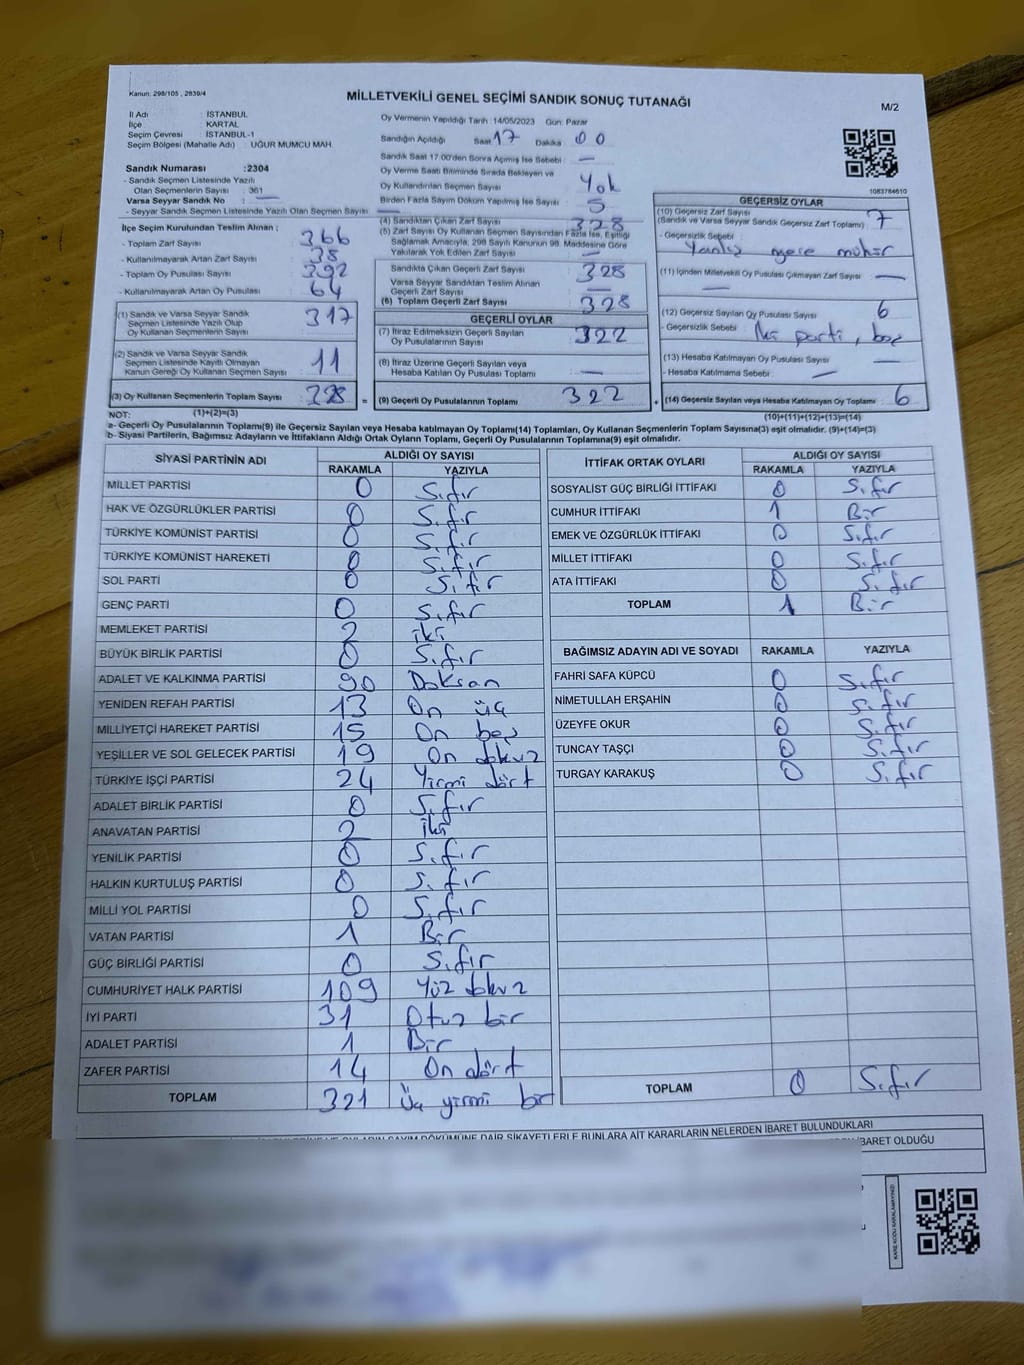 Kanun: 298/105 , 2839/4
MİLLETVEKİLİ GENEL SEÇİMİ SANDIK SONUÇ TUTANAĞI
M/2
İl Adı : İSTANBUL
İlçe : KARTAL
Seçim Çevresi : İSTANBUL-1
Seçim Bölgesi (Mahalle Adı) : UĞUR MUMCU MAH.
Sandık Numarası :2304
- Sandık Seçmen Listesinde Yazılı
Olan Seçmenlerin Sayısı : 361
Varsa Seyyar Sandık No : —
- Seyyar Sandık Seçmen Listesinde Yazılı Olan Seçmen Sayısı : —
İlçe Seçim Kurulundan Teslim Alınan ;
- Toplam Zarf Sayısı : 366
- Kullanılmayarak Artan Zarf Sayısı : 38
- Toplam Oy Pusulası Sayısı : 392
- Kullanılmayarak Artan Oy Pusulası : 64
(1) Sandık ve Varsa Seyyar Sandık
Seçmen Listesinde Yazılı Olup
Oy Kullanan Seçmenlerin Sayısı : 317
(2) Sandık ve Varsa Seyyar Sandık
Seçmen Listesinde Kayıtlı Olmayan
Kanun Gereği Oy Kullanan Seçmen Sayısı : 11
(3) Oy Kullanan Seçmenlerin Toplam Sayısı : 328
Oy Vermenin Yapıldığı Tarih :14/05/2023 Gün: Pazar
Sandığın Açıldığı Saat 17 Dakika 00
Sandık Saat 17.00'den Sonra Açılmış İse Sebebi : —
Oy Verme Saati Bitiminde Sırada Bekleyen ve
Oy Kullandırılan Seçmen Sayısı : Yok
Birden Fazla Sayım Döküm Yapılmış İse Sayısı : 5
(4) Sandıktan Çıkan Zarf Sayısı : 328
(5) Zarf Sayısı Oy Kullanan Seçmen Sayısından Fazla İse, Eşitliği
Sağlamak Amacıyla, 298 Sayılı Kanunun 98. Maddesine Göre
Yakılarak Yok Edilen Zarf Sayısı : —
Sandıkta Çıkan Geçerli Zarf Sayısı : 328
Varsa Seyyar Sandıktan Teslim Alınan
Geçerli Zarf Sayısı : —
(6) Toplam Geçerli Zarf Sayısı : 328
GEÇERLİ OYLAR
(7) İtiraz Edilmeksizin Geçerli Sayılan
Oy Pusulalarının Sayısı : 322
(8) İtiraz Üzerine Geçerli Sayılan veya
Hesaba Katılan Oy Pusulası Toplamı : —
= (9) Geçerli Oy Pusulalarının Toplamı : 322
1083784610
GEÇERSİZ OYLAR
(10) Geçersiz Zarf Sayısı
(Sandık ve Varsa Seyyar Sandık Geçersiz Zarf Toplamı) : 7
- Geçersizlik Sebebi :
Yanlız yere mühür
(11) İçinden Milletvekili Oy Pusulası Çıkmayan Zarf Sayısı : —
—
(12) Geçersiz Sayılan Oy Pusulası Sayısı : 6
- Geçersizlik Sebebi : İki parti, boş
(13) Hesaba Katılmayan Oy Pusulası Sayısı : —
- Hesaba Katılmama Sebebi : —
+ (14) Geçersiz Sayılan veya Hesaba Katılmayan Oy Toplamı : 6
NOT: (1)+(2)=(3) (10)+(11)+(12)+(13)=(14)
a- Geçerli Oy Pusulalarının Toplamı(9) ile Geçersiz Sayılan veya Hesaba katılmayan Oy Toplamı(14) Toplamları, Oy Kullanan Seçmenlerin Toplam Sayısına(3) eşit olmalıdır. (9)+(14)=(3)
b- Siyasi Partilerin, Bağımsız Adayların ve İttifakların Aldığı Ortak Oyların Toplamı, Geçerli Oy Pusulalarının Toplamına(9) eşit olmalıdır.
SİYASİ PARTİNİN ADI ALDIĞI OY SAYISI
RAKAMLA YAZIYLA
MİLLET PARTİSİ 0 Sıfır
HAK VE ÖZGÜRLÜKLER PARTİSİ 0 Sıfır
TÜRKİYE KOMÜNİST PARTİSİ 0 Sıfır
TÜRKİYE KOMÜNİST HAREKETİ 0 Sıfır
SOL PARTİ 0 Sıfır
GENÇ PARTİ 0 Sıfır
MEMLEKET PARTİSİ 2 iki
BÜYÜK BİRLİK PARTİSİ 0 Sıfır
ADALET VE KALKINMA PARTİSİ 90 Doksan
YENİDEN REFAH PARTİSİ 13 On üç
MİLLİYETÇİ HAREKET PARTİSİ 15 On beş
YEŞİLLER VE SOL GELECEK PARTİSİ 19 On dokuz
TÜRKİYE İŞÇİ PARTİSİ 24 Yirmi dört
ADALET BİRLİK PARTİSİ 0 Sıfır
ANAVATAN PARTİSİ 2 iki
YENİLİK PARTİSİ 0 Sıfır
HALKIN KURTULUŞ PARTİSİ 0 Sıfır
MİLLİ YOL PARTİSİ 0 Sıfır
VATAN PARTİSİ 1 Bir
GÜÇ BİRLİĞİ PARTİSİ 0 Sıfır
CUMHURİYET HALK PARTİSİ 109 Yüz dokuz
İYİ PARTİ 31 Otuz bir
ADALET PARTİSİ 1 Bir
ZAFER PARTİSİ 14 On dört
TOPLAM 321 Üç yirmi bir
İTTİFAK ORTAK OYLARI ALDIĞI OY SAYISI
RAKAMLA YAZIYLA
SOSYALİST GÜÇ BİRLİĞİ İTTİFAKI 0 Sıfır
CUMHUR İTTİFAKI 1 Bir
EMEK VE ÖZGÜRLÜK İTTİFAKI 0 Sıfır
MİLLET İTTİFAKI 0 Sıfır
ATA İTTİFAKI 0 Sıfır
TOPLAM 1 Bir
BAĞIMSIZ ADAYIN ADI VE SOYADI RAKAMLA YAZIYLA
FAHRİ SAFA KÜPCÜ 0 Sıfır
NİMETULLAH ERŞAHİN 0 Sıfır
ÜZEYFE OKUR 0 Sıfır
TUNCAY TAŞÇI 0 Sıfır
TURGAY KARAKUŞ 0 Sıfır
TOPLAM 0 Sıfır
SAYIM DÖKÜMÜNE DAİR ŞİKAYETLERLE BUNLARA AİT KARARLARIN NELERDEN İBARET BULUNDUKLARI
İBARET OLDUĞU
KARE KODU KARALAMAYINIZ!